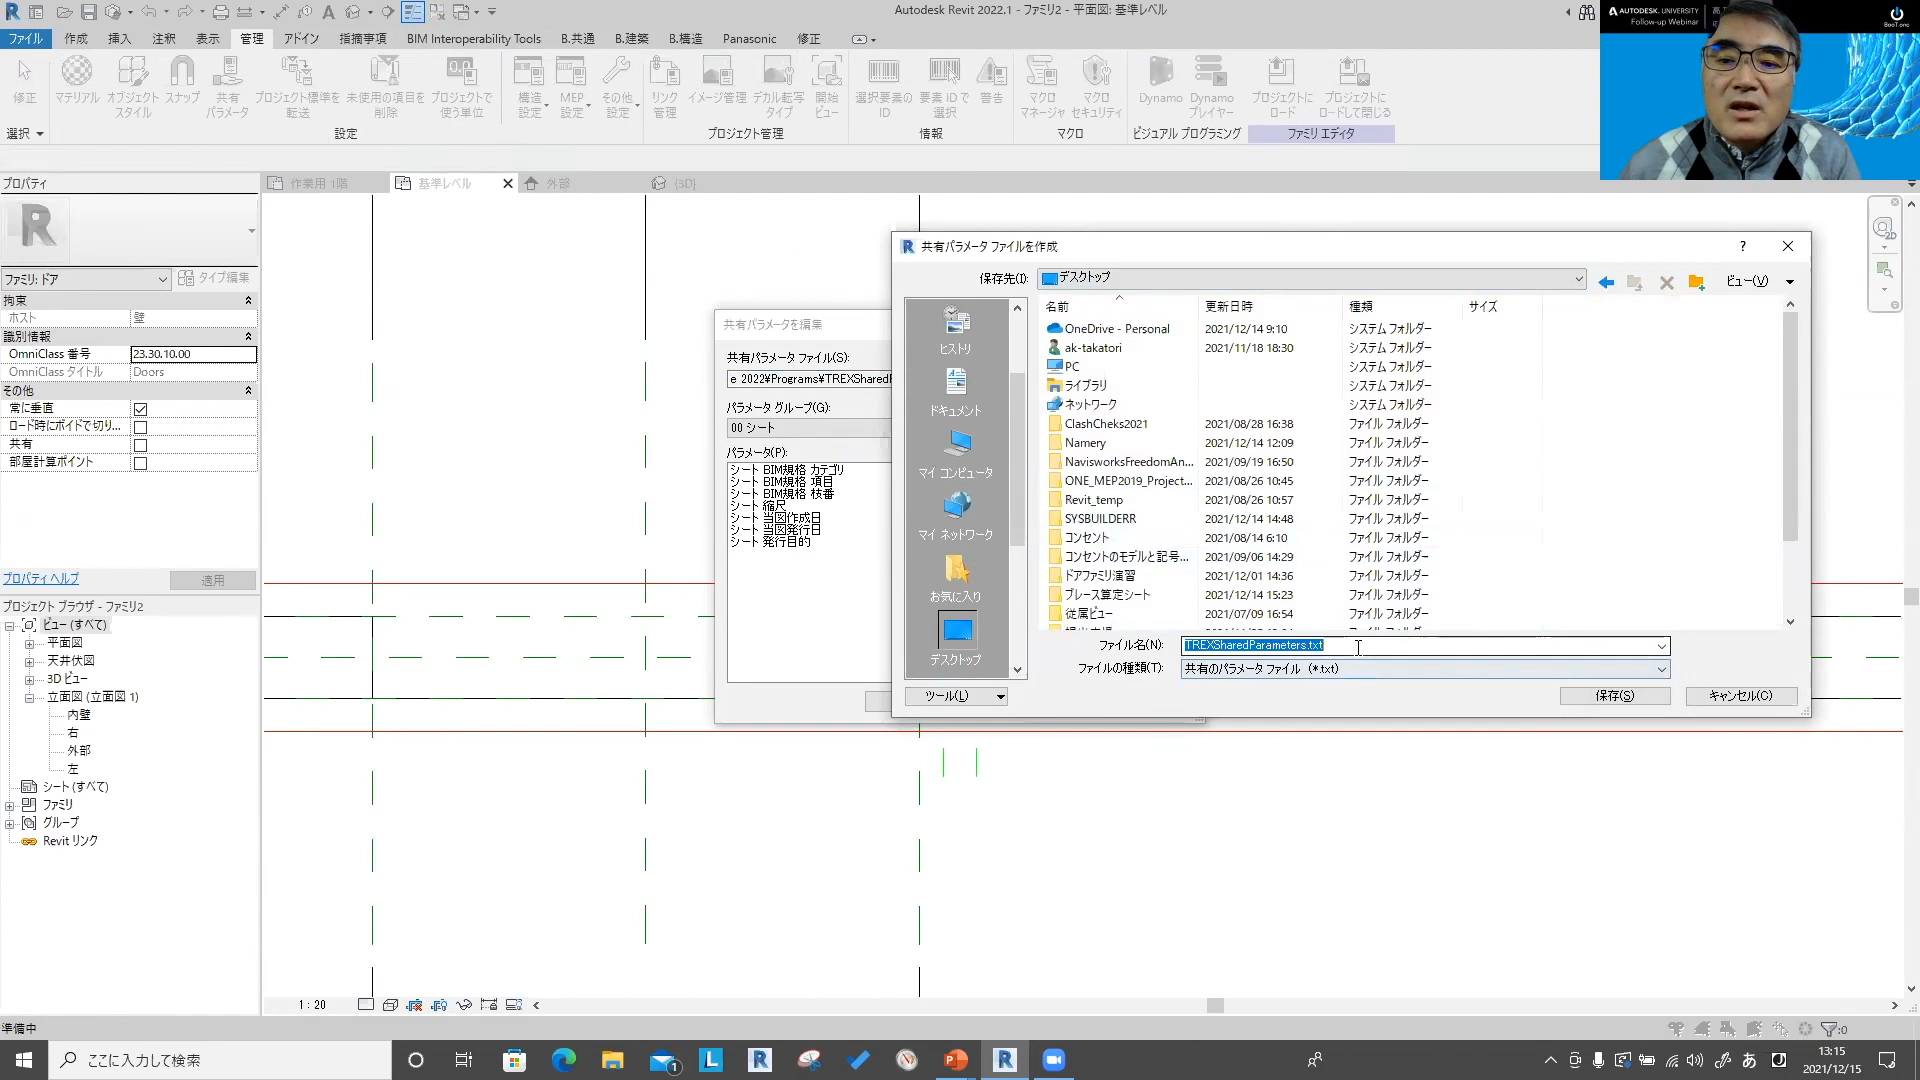 Autodesk Revit 2022.1 - ファミリ2 - 平面図: 基準レベル
AUTODESK. UNIVERSITY
Follow-up Webinar
BooT.one
ファイル 作成 挿入 注釈 表示 管理 アドイン 指摘事項 BIM Interoperability Tools B.共通 B.建築 B.構造 Panasonic 修正
修正 マテリアル オブジェクト スタイル スナップ 共有 パラメータ プロジェクト標準を 転送 未使用の項目を 削除 プロジェクトで 使う単位 構造 設定 MEP 設定 その他 設定 リンク 管理 イメージ管理 デカル転写 タイプ 開始 ビュー 選択要素の ID 要素 ID で 選択 警告 マクロ マネージャ マクロ セキュリティ Dynamo Dynamo プレイヤー プロジェクトに ロード プロジェクトに ロードして閉じる
選択 設定 プロジェクト管理 情報 マクロ ビジュアル プログラミング ファミリ エディタ
プロパティ
作業用 1階 基準レベル 外部 {3D}
ファミリ: ドア タイプ編集
拘束
ホスト 壁
識別情報
OmniClass 番号 23.30.10.00
OmniClass タイトル Doors
その他
常に垂直
ロード時にボイドで切り...
共有
部屋計算ポイント
プロパティ ヘルプ 適用
プロジェクト ブラウザ - ファミリ2
ビュー (すべて)
平面図
天井伏図
3D ビュー
立面図 (立面図 1)
内壁
右
外部
左
シート (すべて)
ファミリ
グループ
Revit リンク
共有パラメータを編集
共有パラメータ ファイル(S):
e 2022¥Programs¥TREXSharedF
パラメータ グループ(G):
00 シート
パラメータ(P):
シート BIM規格 カテゴリ
シート BIM規格 項目
シート BIM規格 枝番
シート 縮尺
シート 当図作成日
シート 当図発行日
シート 発行目的
共有パラメータ ファイルを作成
保存先(I): デスクトップ ビュー(V)
ヒストリ
ドキュメント
マイ コンピュータ
マイ ネットワーク
お気に入り
デスクトップ
名前 更新日時 種類 サイズ
OneDrive - Personal 2021/12/14 9:10 システム フォルダー
ak-takatori 2021/11/18 18:30 システム フォルダー
PC システム フォルダー
ライブラリ システム フォルダー
ネットワーク システム フォルダー
ClashCheks2021 2021/08/28 16:38 ファイル フォルダー
Namery 2021/12/14 12:09 ファイル フォルダー
NavisworksFreedomAn... 2021/09/19 16:50 ファイル フォルダー
ONE_MEP2019_Project... 2021/08/26 10:45 ファイル フォルダー
Revit_temp 2021/08/26 10:57 ファイル フォルダー
SYSBUILDERR 2021/12/14 14:48 ファイル フォルダー
コンセント 2021/08/14 6:10 ファイル フォルダー
コンセントのモデルと記号... 2021/09/06 14:29 ファイル フォルダー
ドアファミリ演習 2021/12/01 14:36 ファイル フォルダー
ブレース算定シート 2021/12/14 15:23 ファイル フォルダー
従属ビュー 2021/07/09 16:54 ファイル フォルダー
ファイル名(N): TREXSharedParameters.txt
ファイルの種類(T): 共有のパラメータ ファイル (*.txt)
ツール(L) 保存(S) キャンセル(C)
1 : 20
準備中
:0
ここに入力して検索
あ
13:15
2021/12/15